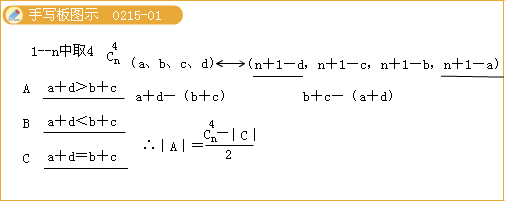 手写板图示 0215-01
1--n中取4 C_n^4 (a、b、c、d)⟷(n+1-d, n+1-c, n+1-b, n+1-a)
A a+d>b+c a+d-(b+c) b+c-(a+d)
B a+d<b+c
C a+d=b+c ∴|A|=(C_n^4-|C|)/2